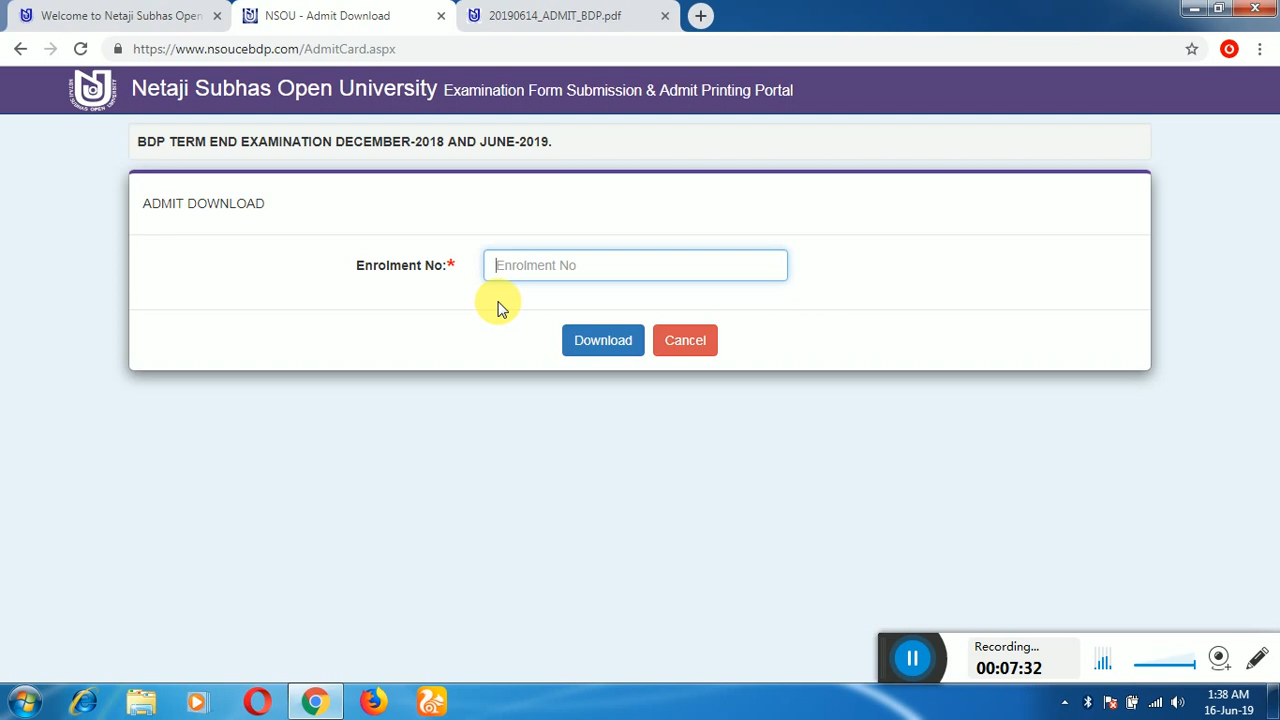 Welcome to Netaji Subhas Open
NSOU - Admit Download
20190614_ADMIT_BDP.pdf
https://www.nsoucebdp.com/AdmitCard.aspx
Netaji Subhas Open University Examination Form Submission & Admit Printing Portal
BDP TERM END EXAMINATION DECEMBER-2018 AND JUNE-2019.
ADMIT DOWNLOAD
Enrolment No:*
Enrolment No
Download
Cancel
Recording...
00:07:32
1:38 AM
16-Jun-19